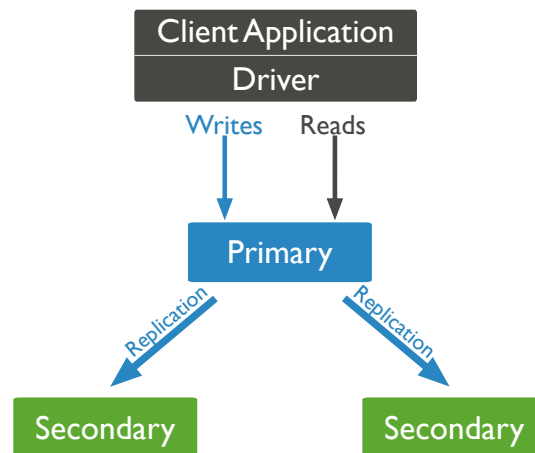 Client Application
Driver
Writes Reads
Primary
Replication Replication
Secondary Secondary